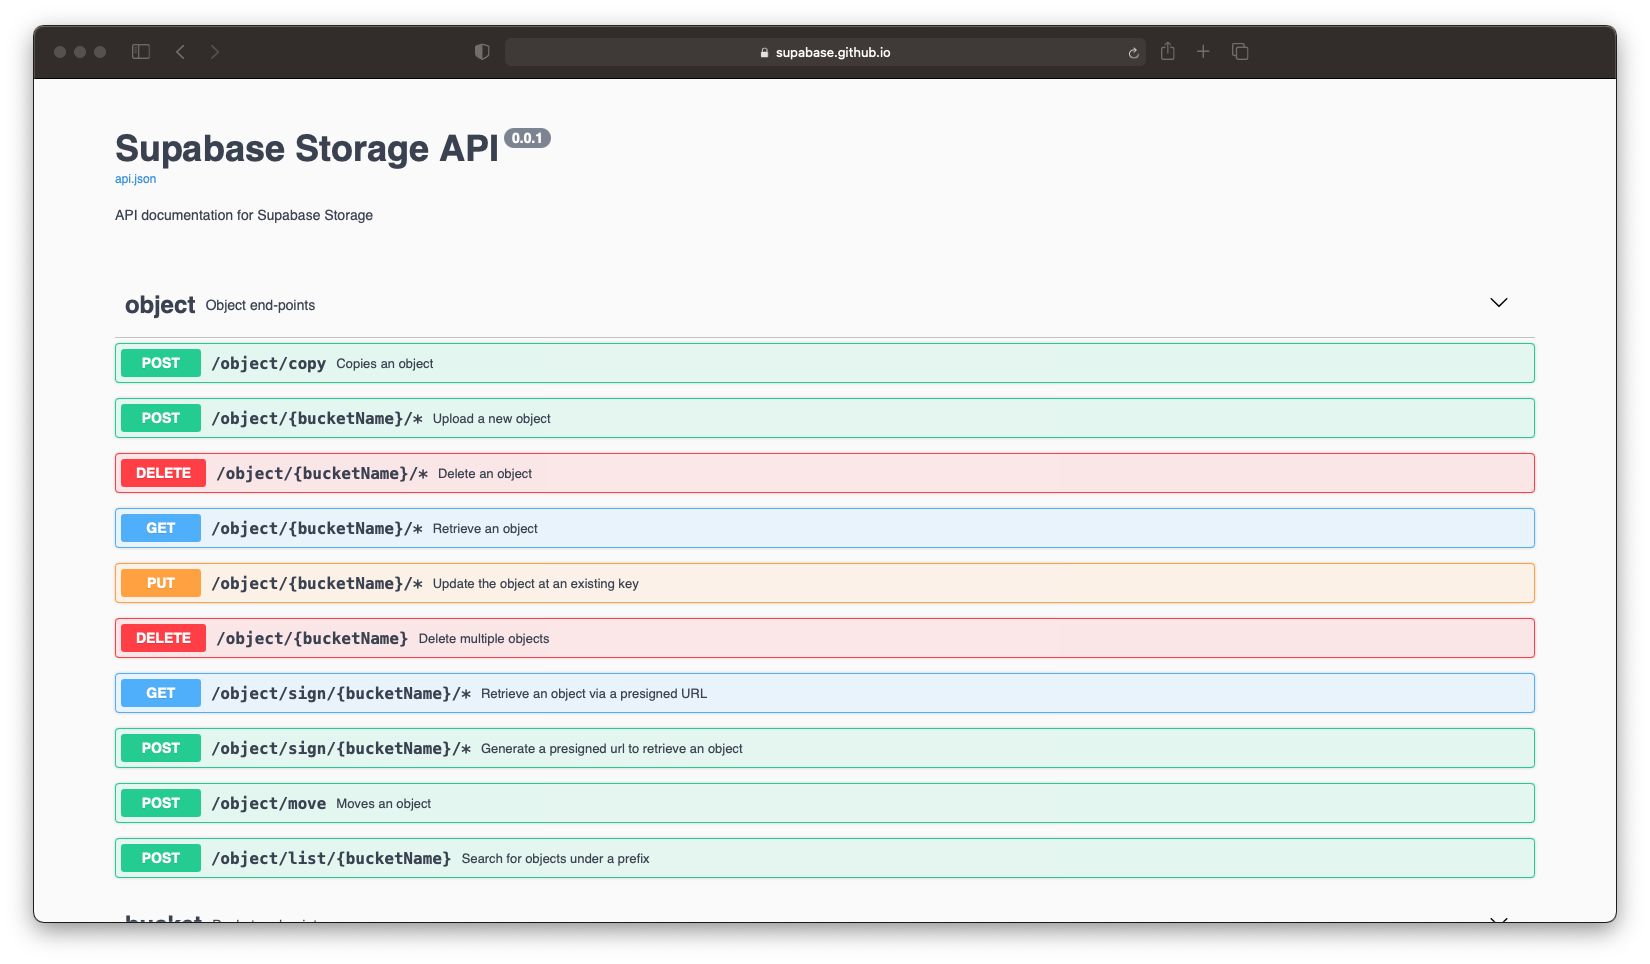 supabase.github.io
Supabase Storage API 0.0.1
api.json
API documentation for Supabase Storage
object Object end-points
POST /object/copy Copies an object
POST /object/{bucketName}/* Upload a new object
DELETE /object/{bucketName}/* Delete an object
GET /object/{bucketName}/* Retrieve an object
PUT /object/{bucketName}/* Update the object at an existing key
DELETE /object/{bucketName} Delete multiple objects
GET /object/sign/{bucketName}/* Retrieve an object via a presigned URL
POST /object/sign/{bucketName}/* Generate a presigned url to retrieve an object
POST /object/move Moves an object
POST /object/list/{bucketName} Search for objects under a prefix
bucket